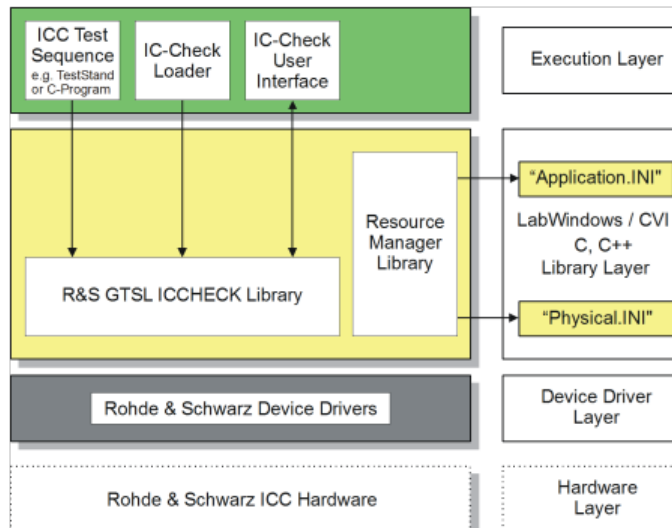 ICC Test
Sequence
e.g. TestStand
or C-Program
IC-Check
Loader
IC-Check
User
Interface
Execution Layer
Resource
Manager
Library
"Application.INI"
LabWindows / CVI
C, C++
Library Layer
"Physical.INI"
R&S GTSL ICCHECK Library
Rohde & Schwarz Device Drivers
Device Driver
Layer
Rohde & Schwarz ICC Hardware
Hardware
Layer